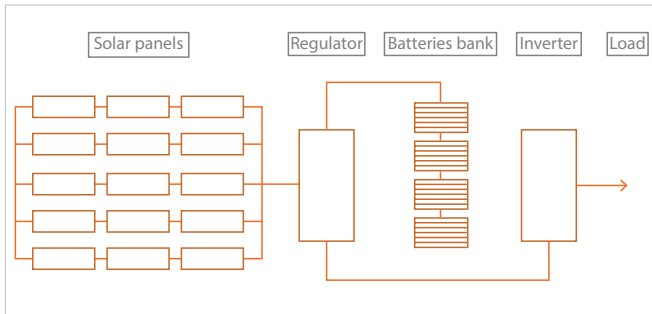 Solar panels
Regulator
Batteries bank
Inverter
Load